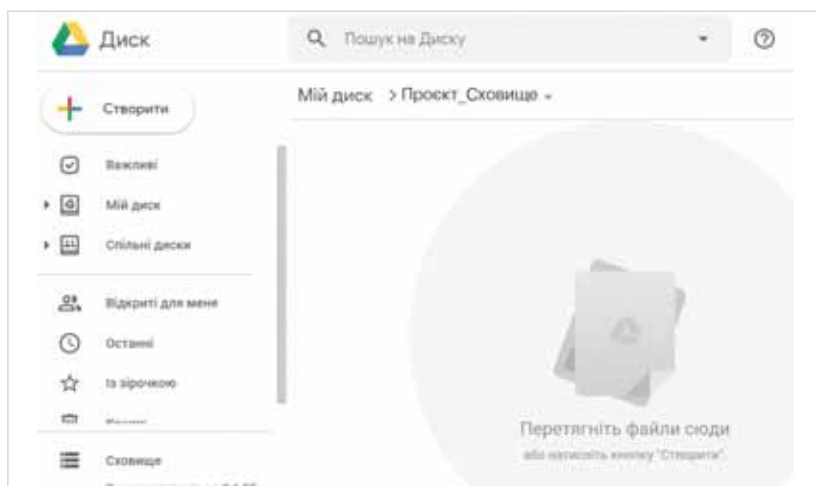 Диск
Пошук на Диску
Створити
Мій диск > Проєкт_Сховище
Важливі
Мій диск
Спільні диски
Відкриті для мене
Останні
Із зірочкою
Сховище
Перетягніть файли сюди
або натисніть кнопку "Створити".